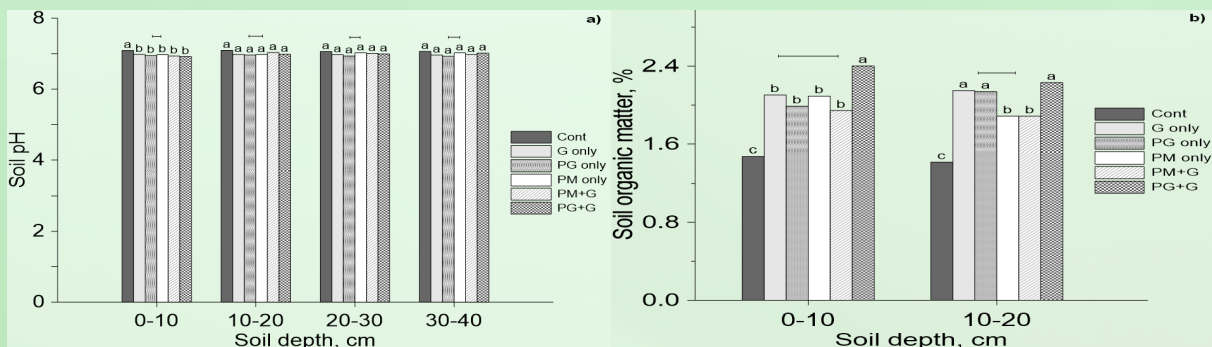 a)
8
6
4
2
0
Soil pH
a b b b b b
a a a a a a
a a a a a a
a a a a a a
0-10
10-20
20-30
30-40
Soil depth, cm
Cont
G only
PG only
PM only
PM+G
PG+G
b)
2.4
1.6
0.8
0.0
Soil organic matter, %
c b b b b a
c a a b b a
0-10
10-20
Soil depth, cm
Cont
G only
PG only
PM only
PM+G
PG+G